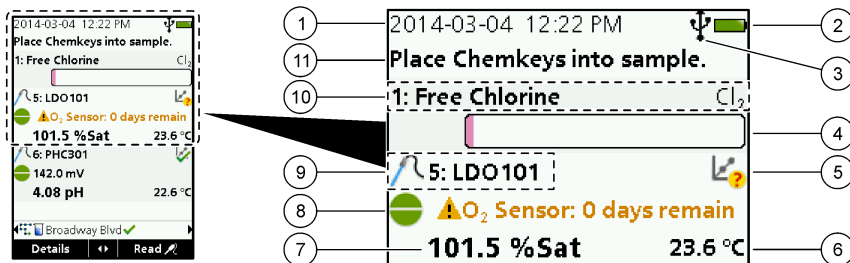 2014-03-04 12:22 PM
Place Chemkeys into sample.
1: Free Chlorine Cl₂
5: LDO101
?
O₂ Sensor: 0 days remain
101.5 %Sat 23.6 °C
6: PHC301
142.0 mV
4.08 pH 22.6 °C
Broadway Blvd
Details Read
1
2014-03-04 12:22 PM
2
3
11
Place Chemkeys into sample.
10
1: Free Chlorine Cl₂
4
9
5: LDO101
?
5
8
O₂ Sensor: 0 days remain
7
101.5 %Sat 23.6 °C
6